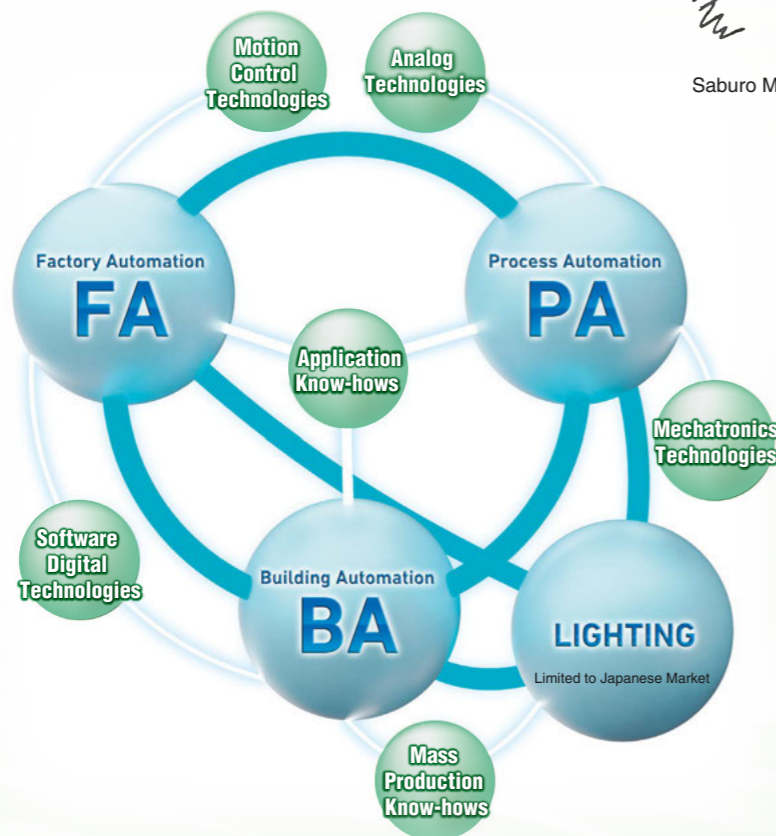 Motion
Control
Technologies
Analog
Technologies
Saburo M
Factory Automation
FA
Process Automation
PA
Application
Know-hows
Mechatronics
Technologies
Software
Digital
Technologies
Building Automation
BA
LIGHTING
Limited to Japanese Market
Mass
Production
Know-hows